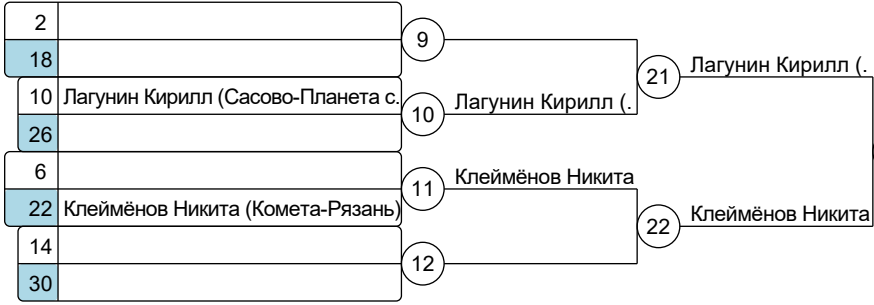 2
9
18
Лагунин Кирилл (.
21
10 Лагунин Кирилл (Сасово-Планета с.
10
Лагунин Кирилл (.
26
6
11
Клеймёнов Никита
22 Клеймёнов Никита (Комета-Рязань)
22
Клеймёнов Никита
14
12
30